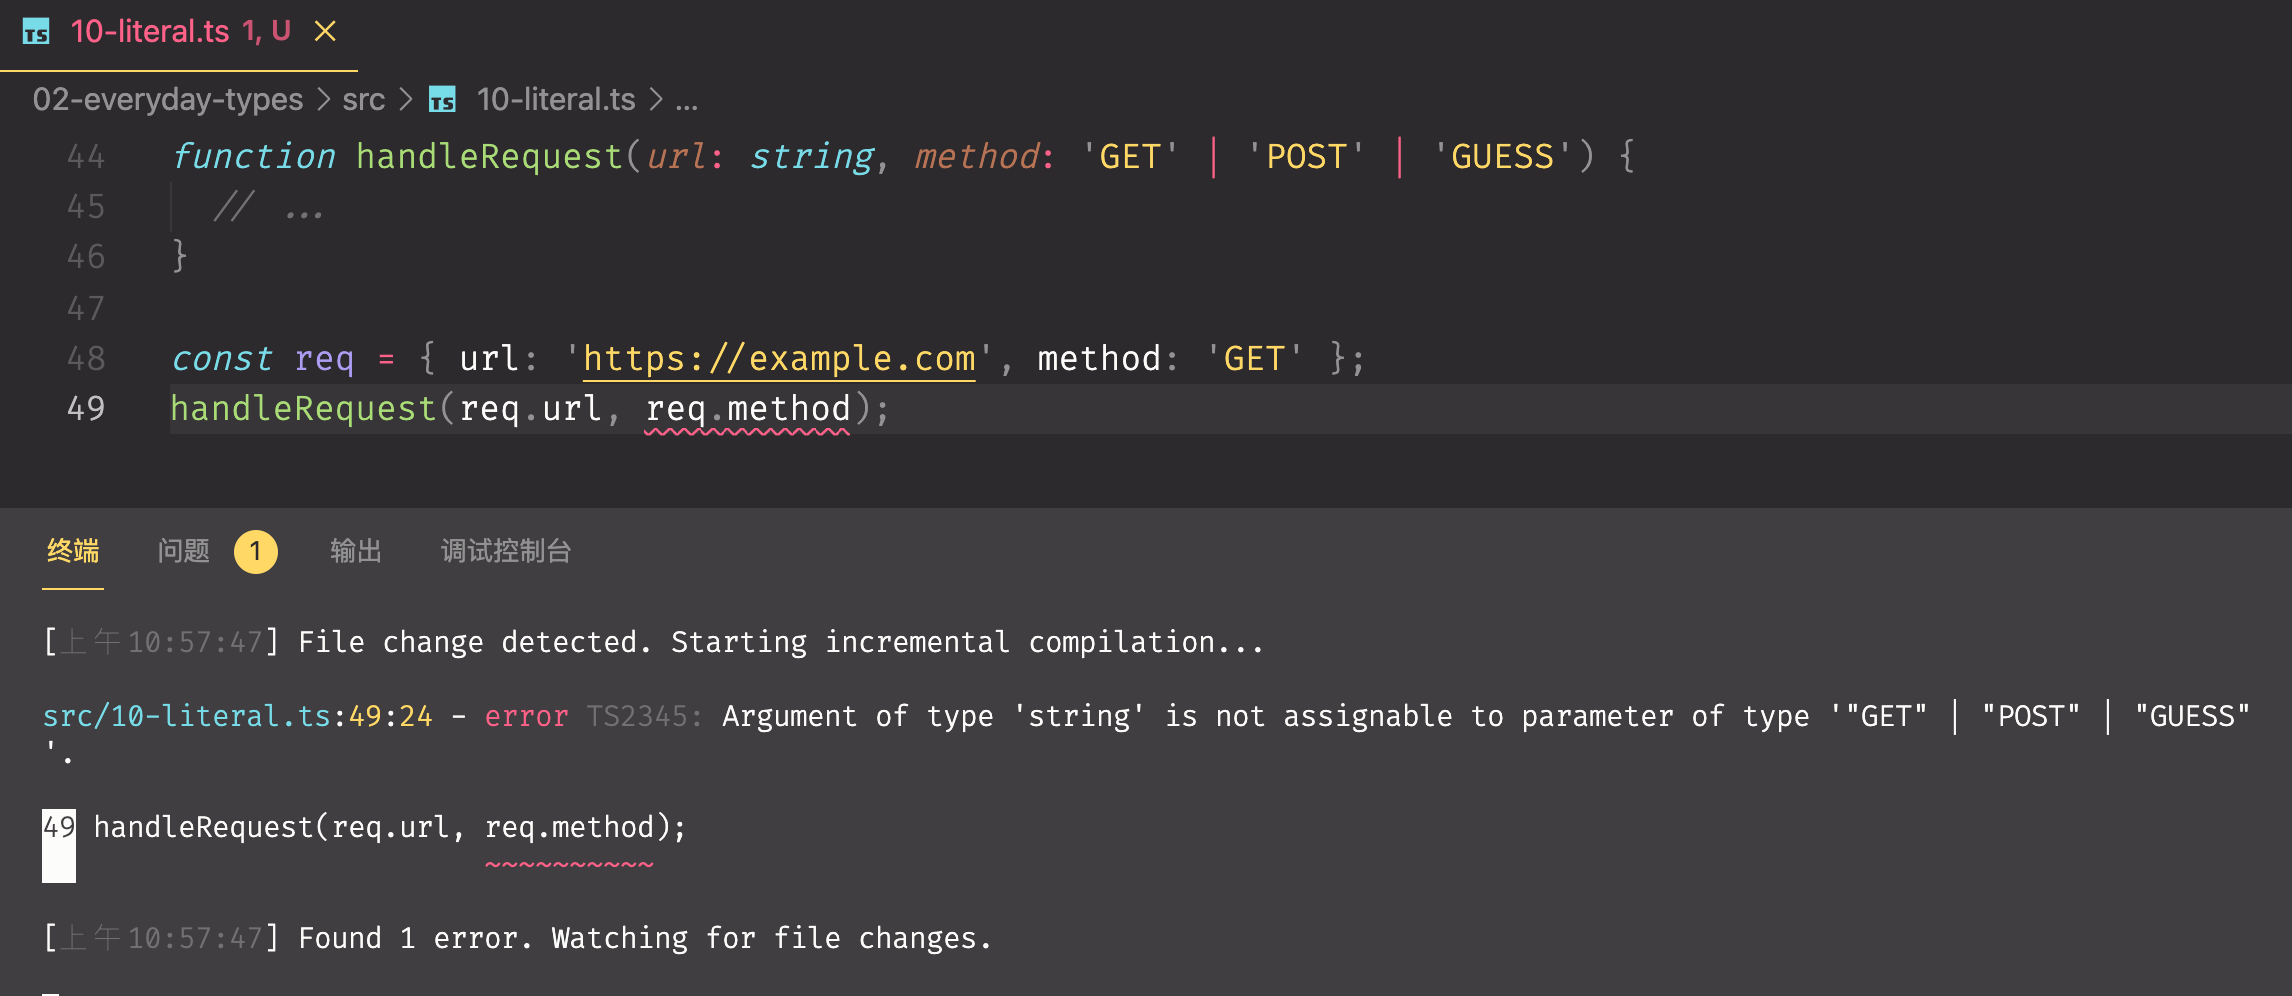 TS 10-literal.ts 1, U
02-everyday-types > src > TS 10-literal.ts > ...
44 function handleRequest(url: string, method: 'GET' | 'POST' | 'GUESS') {
45 // ...
46 }
47
48 const req = { url: 'https://example.com', method: 'GET' };
49 handleRequest(req.url, req.method);
终端 问题 1 输出 调试控制台
[上午10:57:47] File change detected. Starting incremental compilation...
src/10-literal.ts:49:24 - error TS2345: Argument of type 'string' is not assignable to parameter of type '"GET" | "POST" | "GUESS"
'.
49 handleRequest(req.url, req.method);
~~~~~~~~~~
[上午10:57:47] Found 1 error. Watching for file changes.